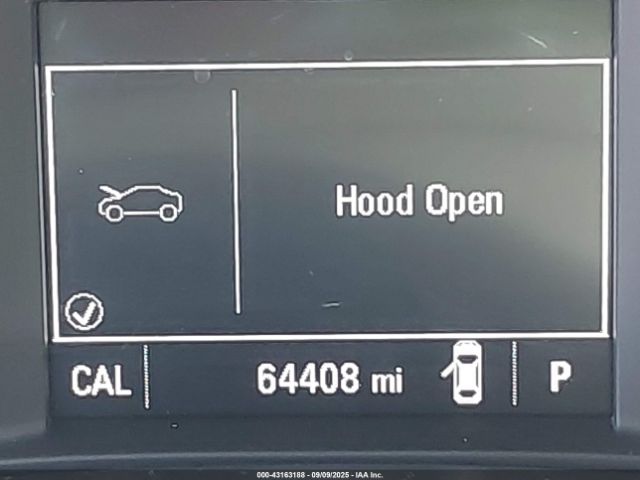 Hood Open
CAL 64408 mi P
000-43163188 - 09/09/2025 - IAA Inc.